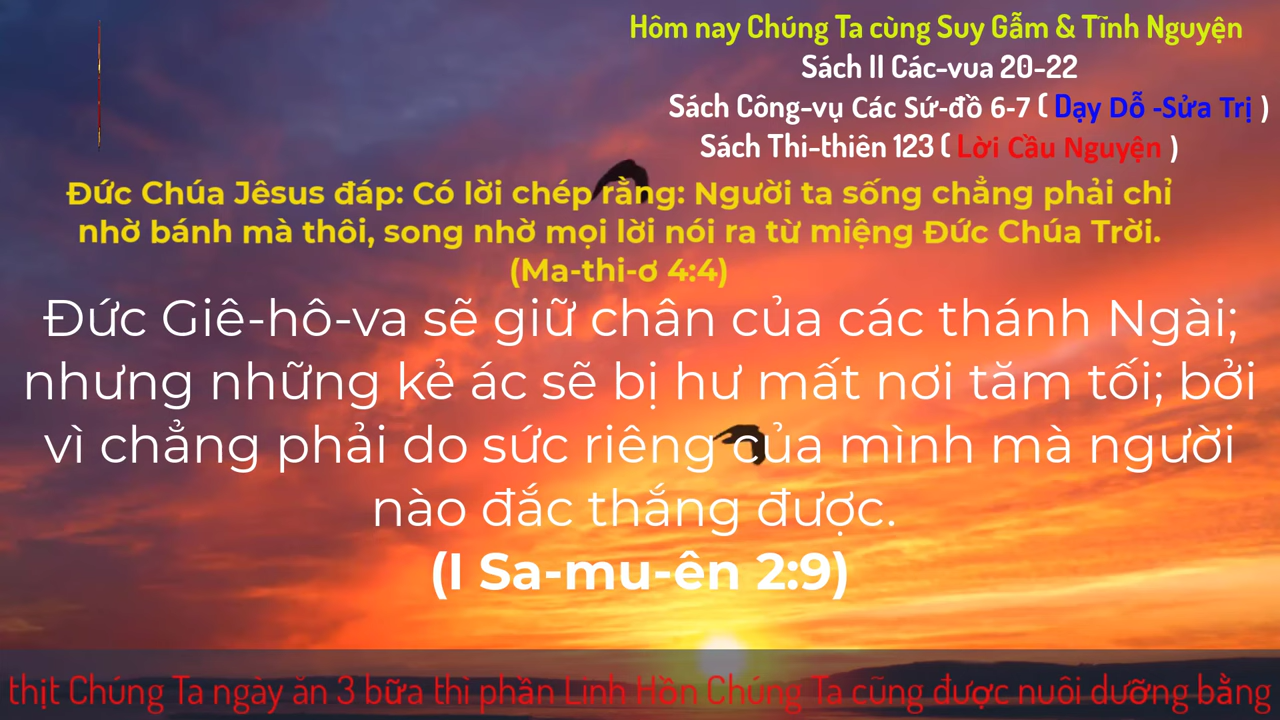 Hôm nay Chúng Ta cùng Suy Gẫm & Tĩnh Nguyện
Sách II Các-vua 20-22
Sách Công-vụ Các Sứ-đồ 6-7 ( Dạy Dỗ -Sửa Trị )
Sách Thi-thiên 123 ( Lời Cầu Nguyện )
Đức Chúa Jêsus đáp: Có lời chép rằng: Người ta sống chẳng phải chỉ
nhờ bánh mà thôi, song nhờ mọi lời nói ra từ miệng Đức Chúa Trời.
(Ma-thi-ơ 4:4)
Đức Giê-hô-va sẽ giữ chân của các thánh Ngài;
nhưng những kẻ ác sẽ bị hư mất nơi tăm tối; bởi
vì chẳng phải do sức riêng của mình mà người
nào đắc thắng được.
(I Sa-mu-ên 2:9)
thịt Chúng Ta ngày ăn 3 bữa thì phần Linh Hồn Chúng Ta cũng được nuôi dưỡng bằng